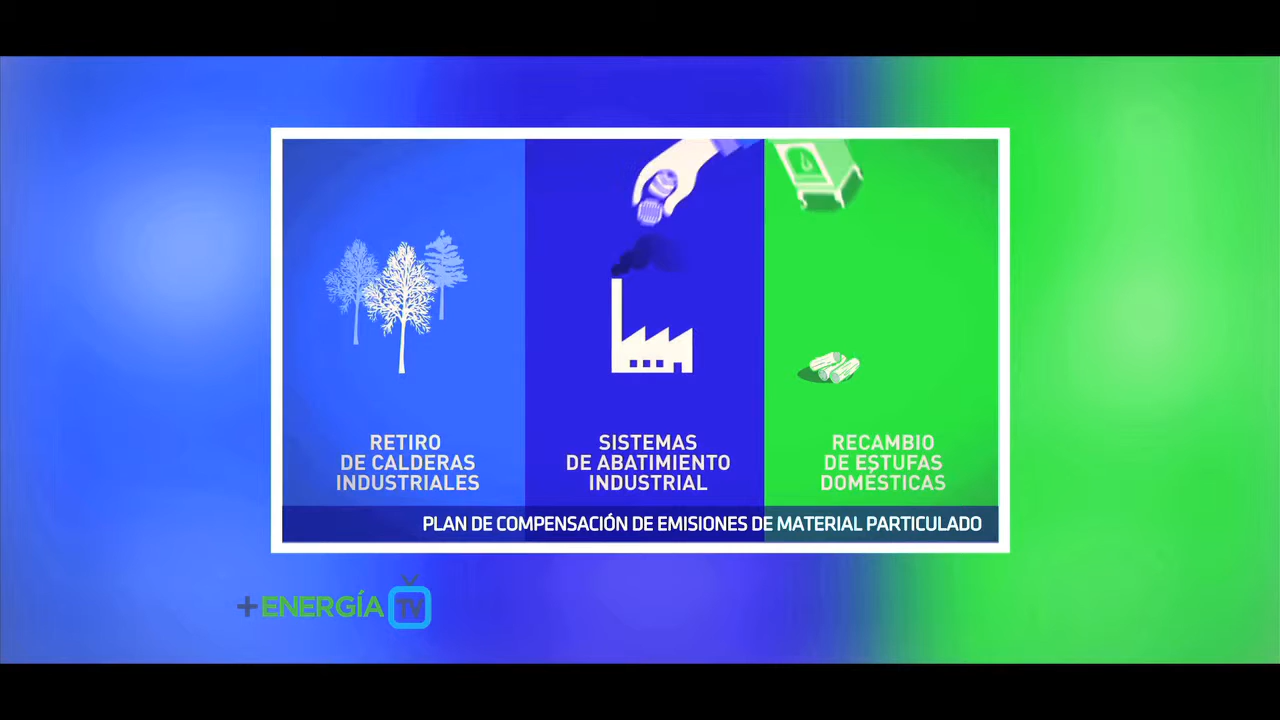 RETIRO
DE CALDERAS
INDUSTRIALES
SISTEMAS
DE ABATIMIENTO
INDUSTRIAL
RECAMBIO
DE ESTUFAS
DOMÉSTICAS
PLAN DE COMPENSACIÓN DE EMISIONES DE MATERIAL PARTICULADO
+ENERGÍA TV